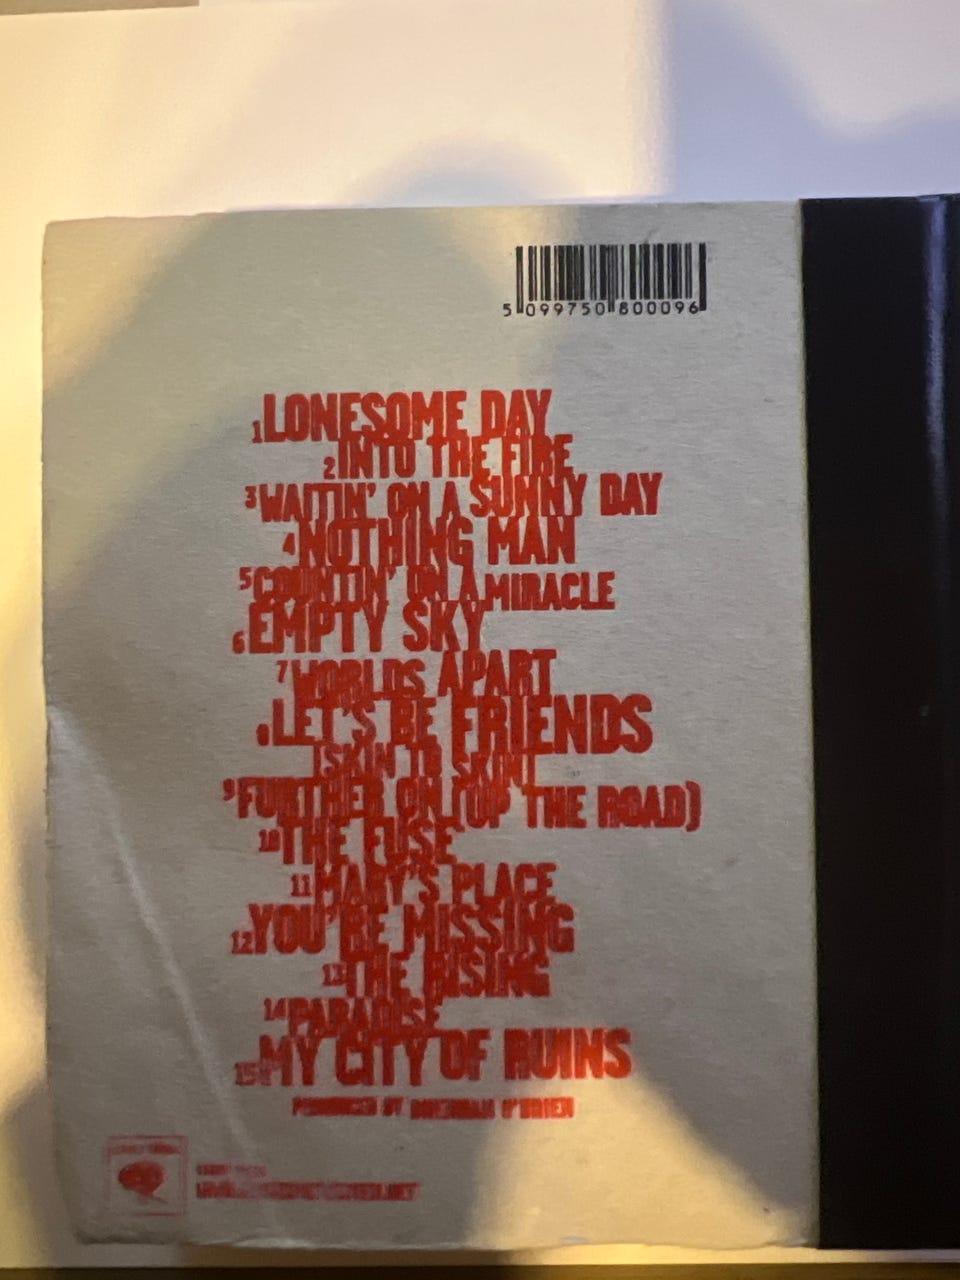 5 099750 800096
1 LONESOME DAY
2 INTO THE FIRE
3 WAITIN' ON A SUNNY DAY
4 NOTHING MAN
5 COUNTIN' ON A MIRACLE
6 EMPTY SKY
7 WORLDS APART
8 LET'S BE FRIENDS
(SKIN TO SKIN)
9 FURTHER ON (UP THE ROAD)
10 THE FUSE
11 MARY'S PLACE
12 YOU'RE MISSING
13 THE RISING
14 PARADISE
15 MY CITY OF RUINS
PRODUCED BY BRENDAN O'BRIEN